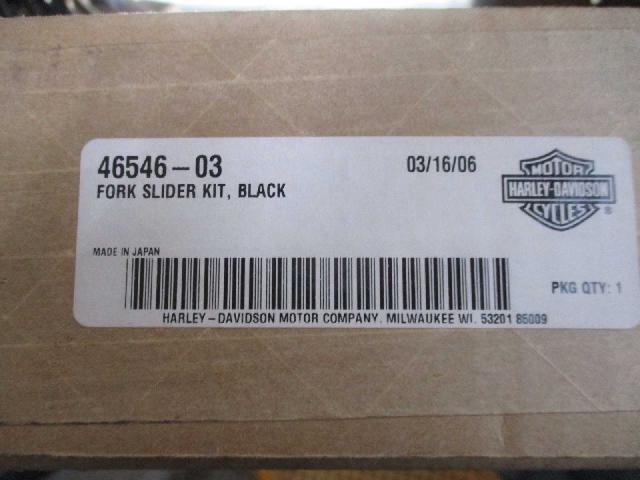 46546-03
03/16/06
FORK SLIDER KIT, BLACK
MOTOR
HARLEY-DAVIDSON
CYCLES
®
MADE IN JAPAN
PKG QTY: 1
HARLEY-DAVIDSON MOTOR COMPANY. MILWAUKEE WI. 53201 85009